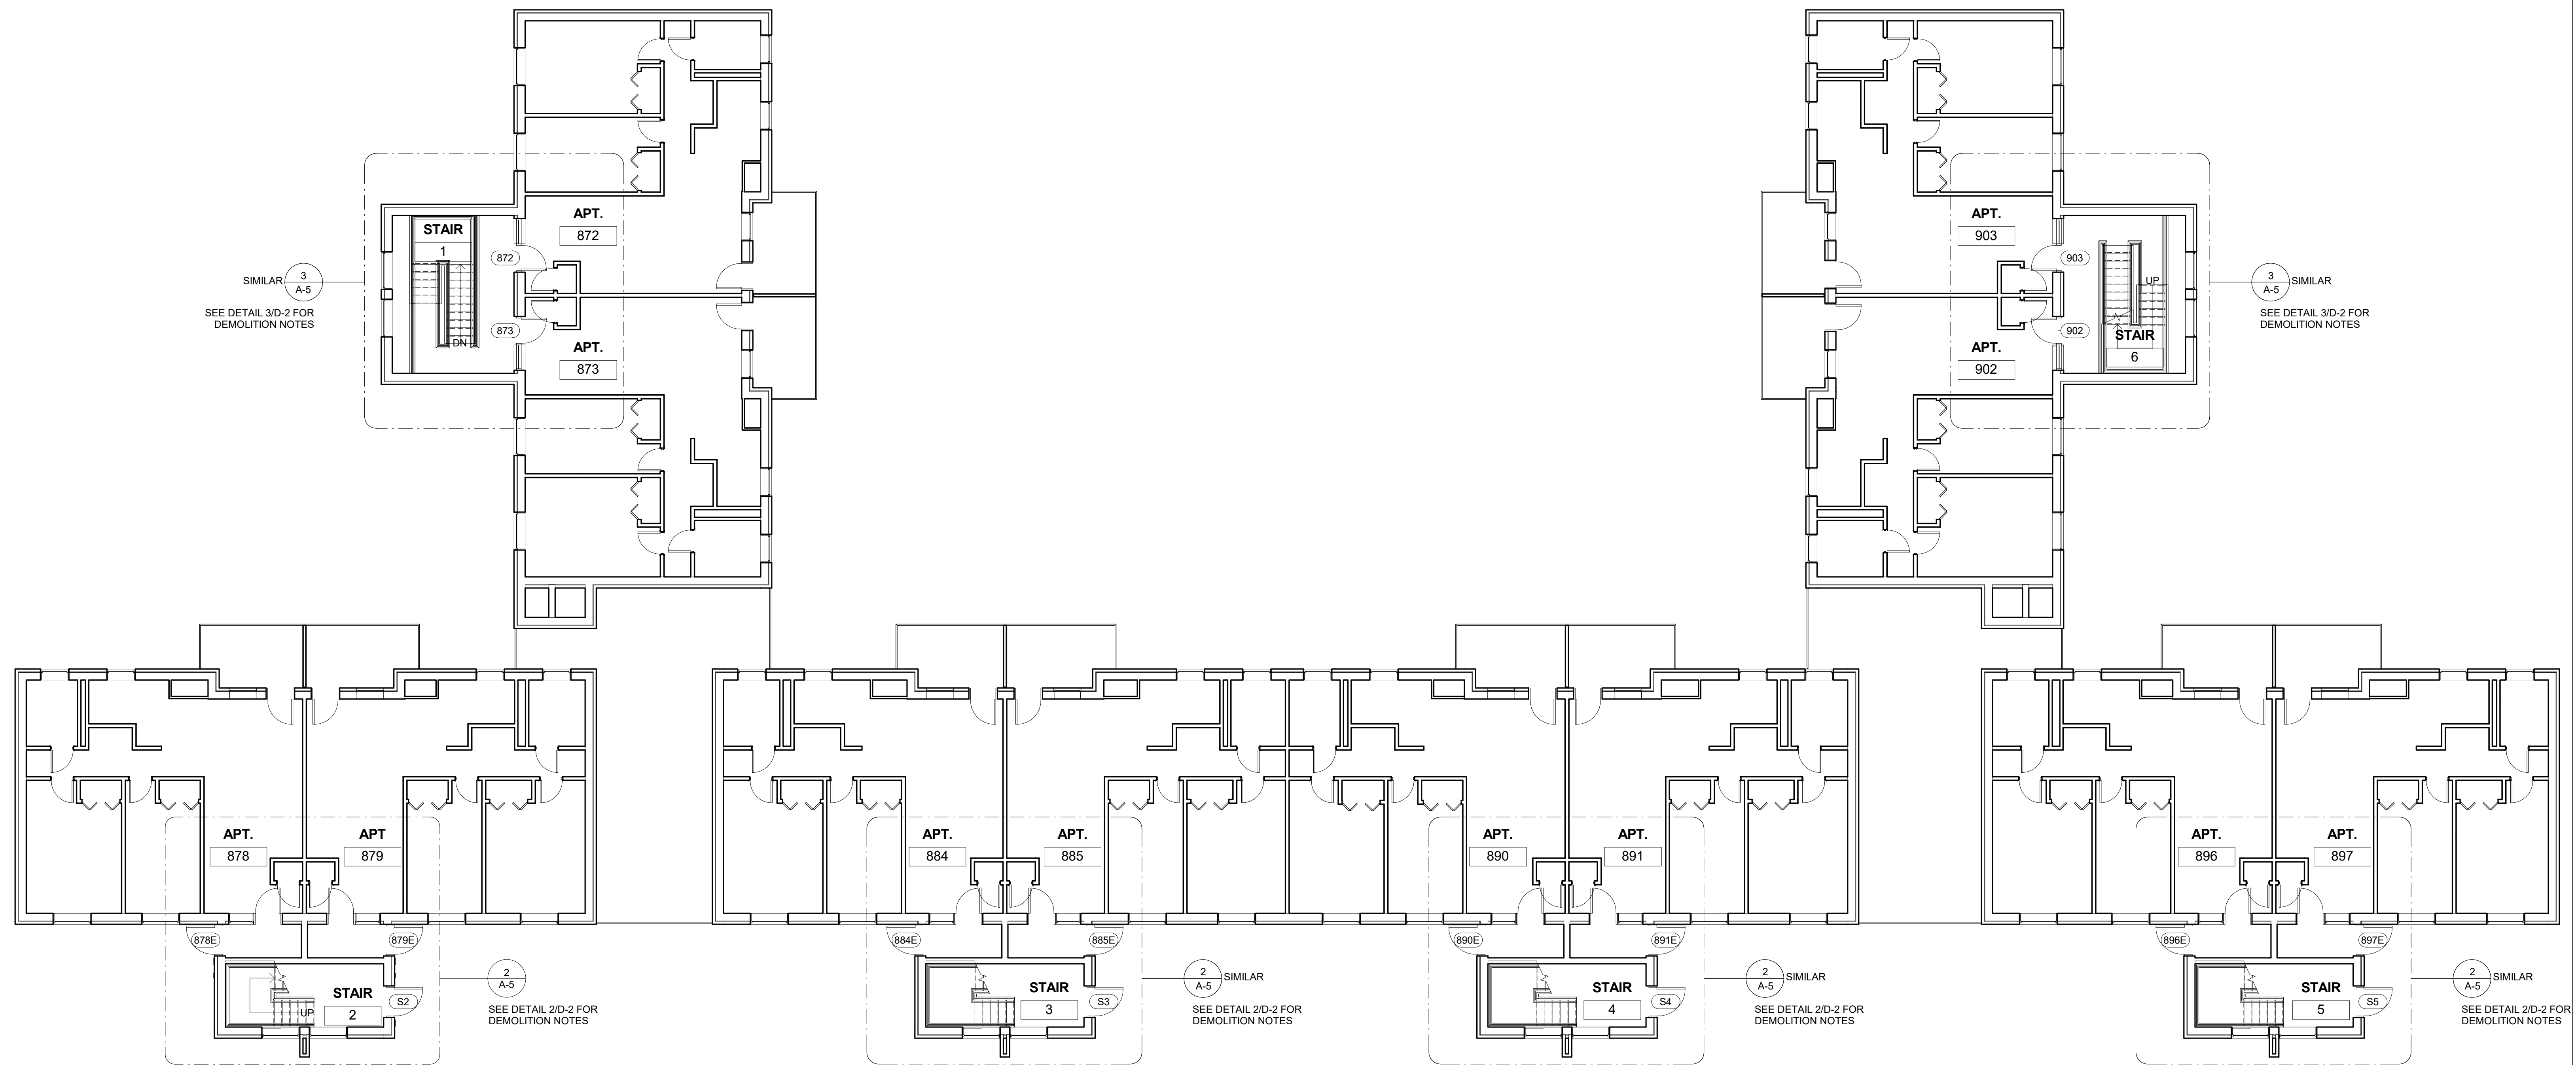 APT.
872
STAIR
1
872
SIMILAR
3
A-5
SEE DETAIL 3/D-2 FOR
DEMOLITION NOTES
873
DN
APT.
873
APT.
903
903
UP
902
STAIR
6
APT.
902
3
A-5
SIMILAR
SEE DETAIL 3/D-2 FOR
DEMOLITION NOTES
APT.
878
APT
879
878E
879E
STAIR
2
UP
S2
2
A-5
SEE DETAIL 2/D-2 FOR
DEMOLITION NOTES
APT.
884
APT.
885
884E
885E
STAIR
3
S3
2
A-5
SIMILAR
SEE DETAIL 2/D-2 FOR
DEMOLITION NOTES
APT.
890
APT.
891
890E
891E
STAIR
4
S4
2
A-5
SIMILAR
SEE DETAIL 2/D-2 FOR
DEMOLITION NOTES
APT.
896
APT.
897
896E
897E
STAIR
5
S5
2
A-5
SIMILAR
SEE DETAIL 2/D-2 FOR
DEMOLITION NOTES